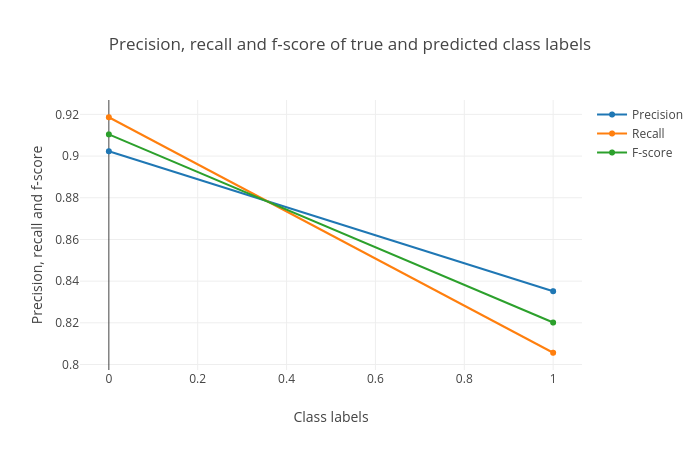 Precision, recall and f-score of true and predicted class labels
Precision
Recall
F-score
Precision, recall and f-score
0.92
0.9
0.88
0.86
0.84
0.82
0.8
0
0.2
0.4
0.6
0.8
1
Class labels